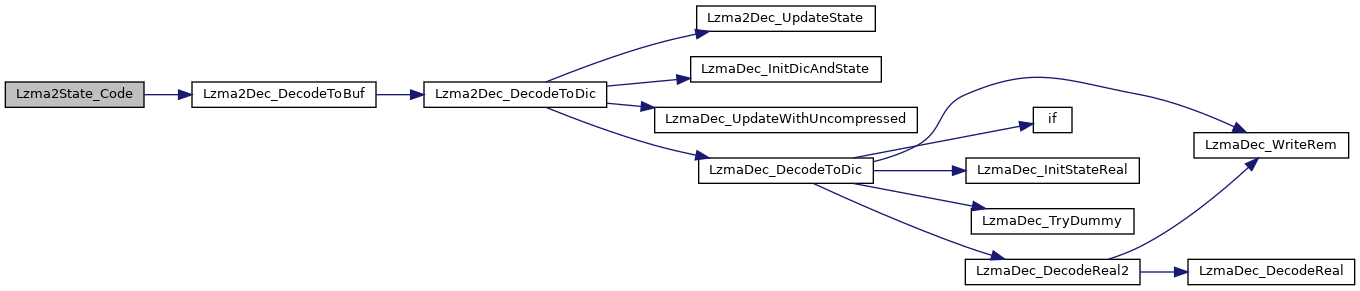 Lzma2State_Code
Lzma2Dec_DecodeToBuf
Lzma2Dec_DecodeToDic
Lzma2Dec_UpdateState
LzmaDec_InitDicAndState
LzmaDec_UpdateWithUncompressed
LzmaDec_DecodeToDic
if
LzmaDec_InitStateReal
LzmaDec_TryDummy
LzmaDec_DecodeReal2
LzmaDec_WriteRem
LzmaDec_DecodeReal